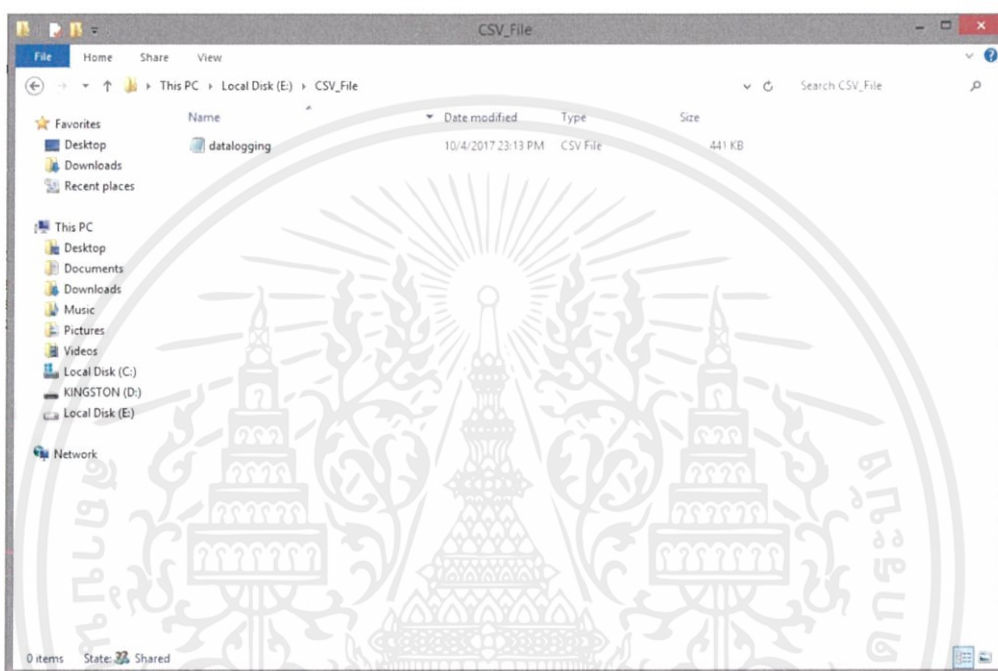 CSV_File
File Home Share View
This PC Local Disk (E:) CSV_File
Search CSV_File
Name Date modified Type Size
datalogging 10/4/2017 23:13 PM CSV File 441 KB
Favorites
Desktop
Downloads
Recent places
This PC
Desktop
Documents
Downloads
Music
Pictures
Videos
Local Disk (C:)
KINGSTON (D:)
Local Disk (E:)
Network
0 items State: Shared